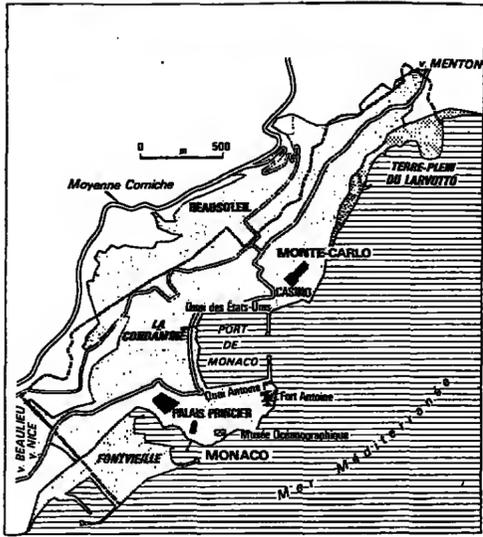 v. MENTON
0 500
m
Moyenne Corniche
TERRE-PLEIN
DU LARVOTTO
BEAUSOLEIL
MONTE-CARLO
CASINO
Quai des États-Unis
LA
CONDAMINE
PORT
DE
MONACO
Quai Antoine 1er
Fort Antoine
PALAIS PRINCIER
Musée Océanographique
MONACO
FONTVIEILLE
v. BEAULIEU
v. NICE
Mer Méditerranée